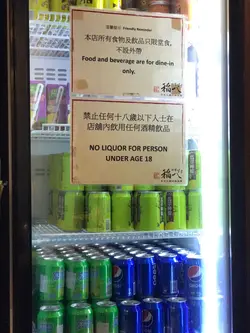 溫馨提示 Friendly Reminder
本店所有食物及飲品只限堂食,
不設外帶
Food and beverage are for dine-in
only.
禁止任何十八歲以下人士在
店舖內飲用任何酒精飲品
NO LIQUOR FOR PERSON
UNDER AGE 18
pepsi